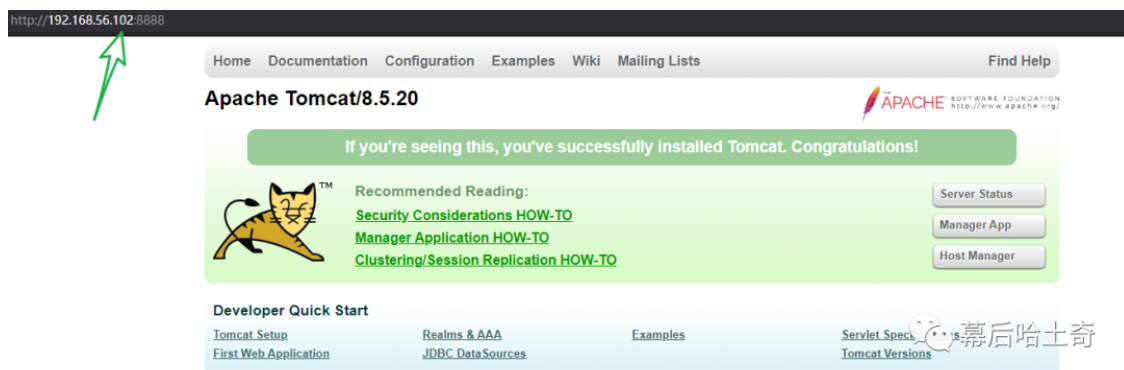 http://192.168.56.102:8888
Home Documentation Configuration Examples Wiki Mailing Lists Find Help
Apache Tomcat/8.5.20
THE
APACHE SOFTWARE FOUNDATION
http://www.apache.org/
If you're seeing this, you've successfully installed Tomcat. Congratulations!
TM
Recommended Reading:
Security Considerations HOW-TO
Manager Application HOW-TO
Clustering/Session Replication HOW-TO
Server Status
Manager App
Host Manager
Developer Quick Start
Tomcat Setup
First Web Application
Realms & AAA
JDBC DataSources
Examples
Servlet
Tomcat Versions
幕后哈士奇